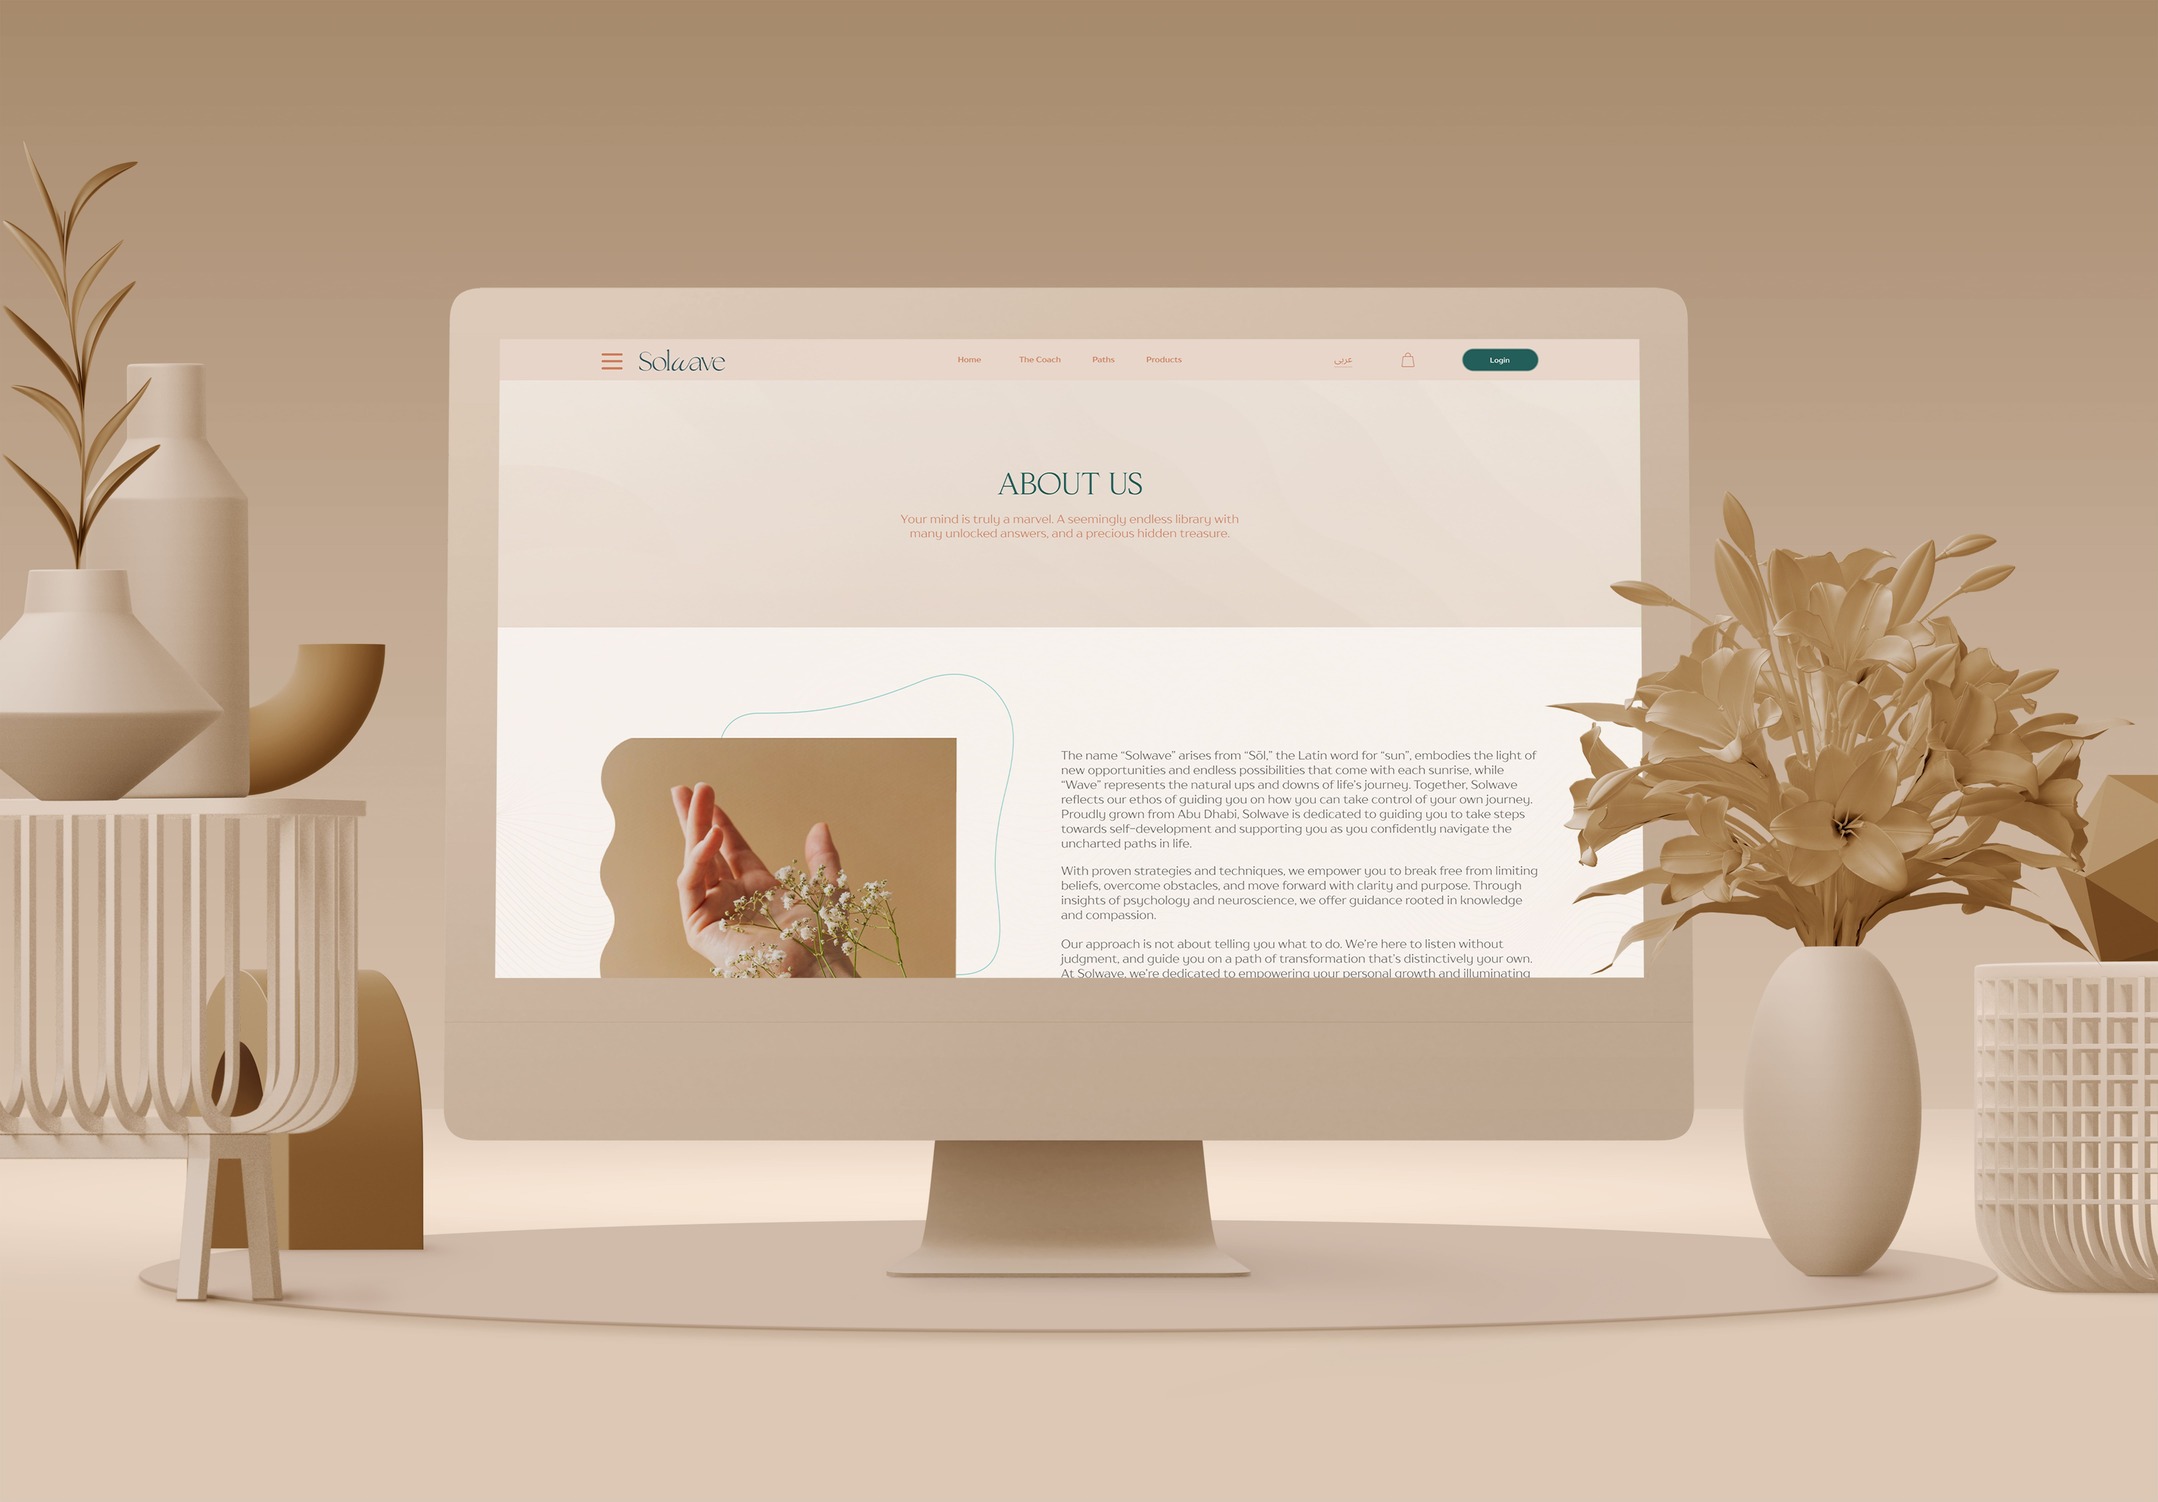 Solwave
Home
The Coach
Paths
Products
عربي
Login
ABOUT US
Your mind is truly a marvel. A seemingly endless library with
many unlocked answers, and a precious hidden treasure.
The name “Solwave” arises from “Sōl,” the Latin word for “sun”, embodies the light of
new opportunities and endless possibilities that come with each sunrise, while
“Wave” represents the natural ups and downs of life’s journey. Together, Solwave
reflects our ethos of guiding you on how you can take control of your own journey.
Proudly grown from Abu Dhabi, Solwave is dedicated to guiding you to take steps
towards self-development and supporting you as you confidently navigate the
uncharted paths in life.
With proven strategies and techniques, we empower you to break free from limiting
beliefs, overcome obstacles, and move forward with clarity and purpose. Through
insights of psychology and neuroscience, we offer guidance rooted in knowledge
and compassion.
Our approach is not about telling you what to do. We’re here to listen without
judgment, and guide you on a path of transformation that’s distinctively your own.
At Solwave, we’re dedicated to empowering your personal growth and illuminating